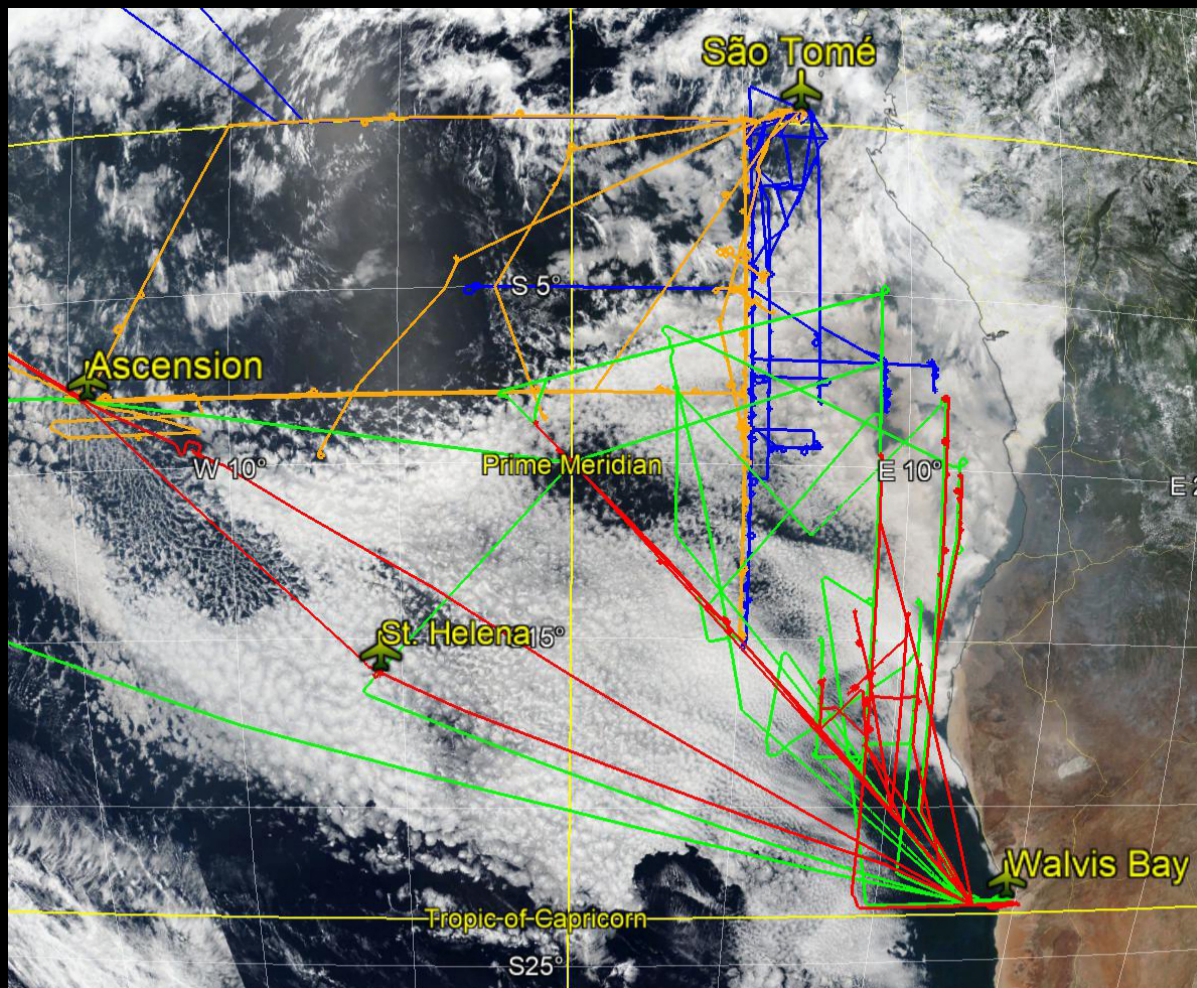 São Tomé
S 5°
Ascension
W 10°
Prime Meridian
E 10°
E
St. Helena
15°
Walvis Bay
Tropic of Capricorn
S25°